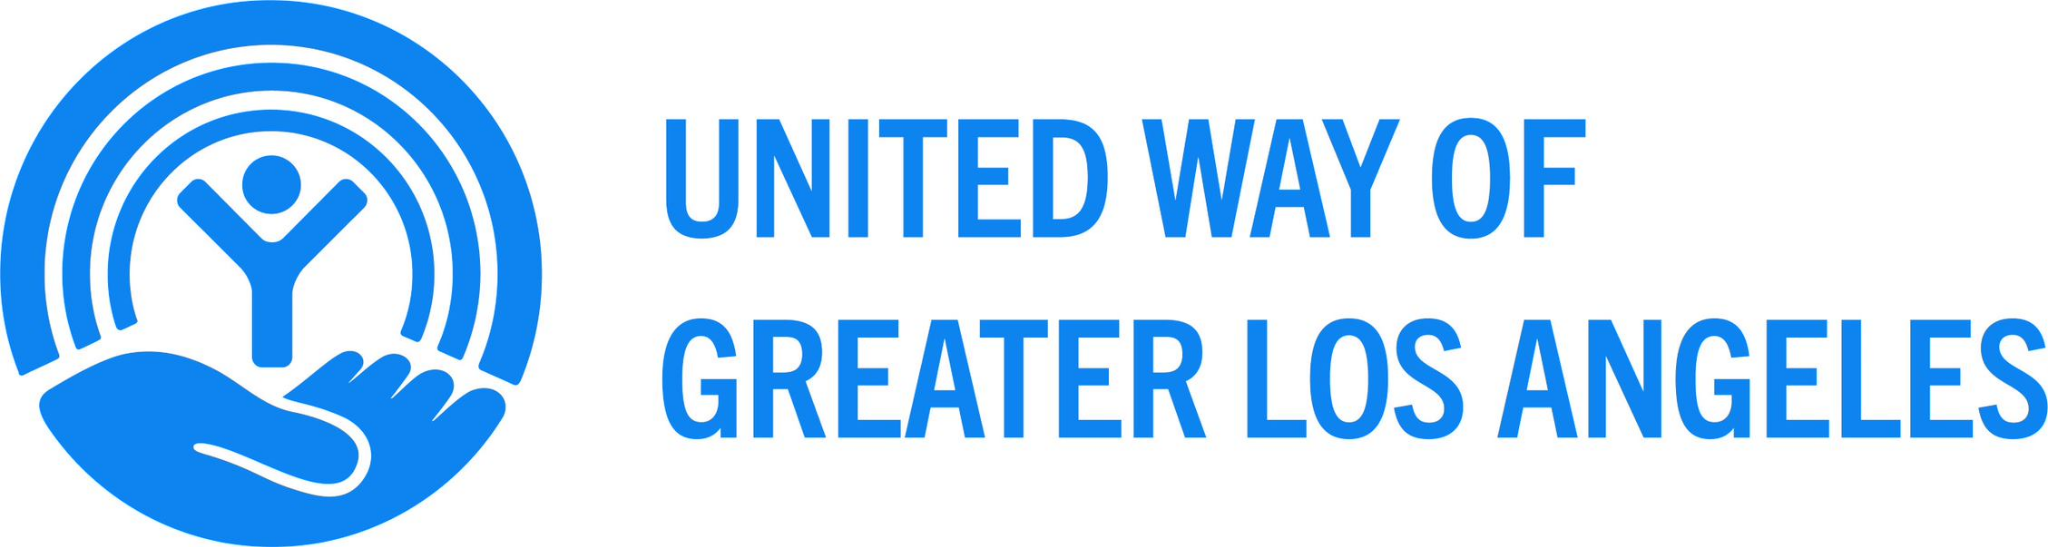 UNITED WAY OF
GREATER LOS ANGELES